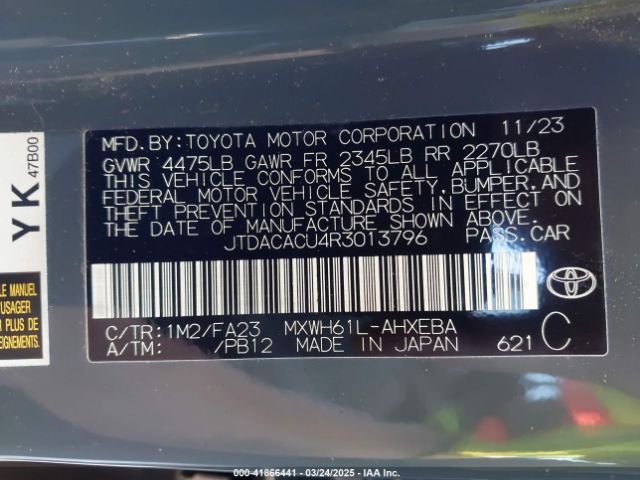 MFD. BY: TOYOTA MOTOR CORPORATION 11/23
GVWR 4475LB GAWR FR 2345LB RR 2270LB
THIS VEHICLE CONFORMS TO ALL APPLICABLE
FEDERAL MOTOR VEHICLE SAFETY, BUMPER, AND
THEFT PREVENTION STANDARDS IN EFFECT ON
THE DATE OF MANUFACTURE SHOWN ABOVE.
JTDACACU4R3013796 PASS. CAR
C/TR: 1M2/FA23 MXWH61L-AHXEBA C
A/TM: /PB12 MADE IN JAPAN 621
TOYOTA
YK
47B00
LE MANUEL
USAGER
A PLUS DE
000-41866441 - 03/24/2025 - IAA Inc.